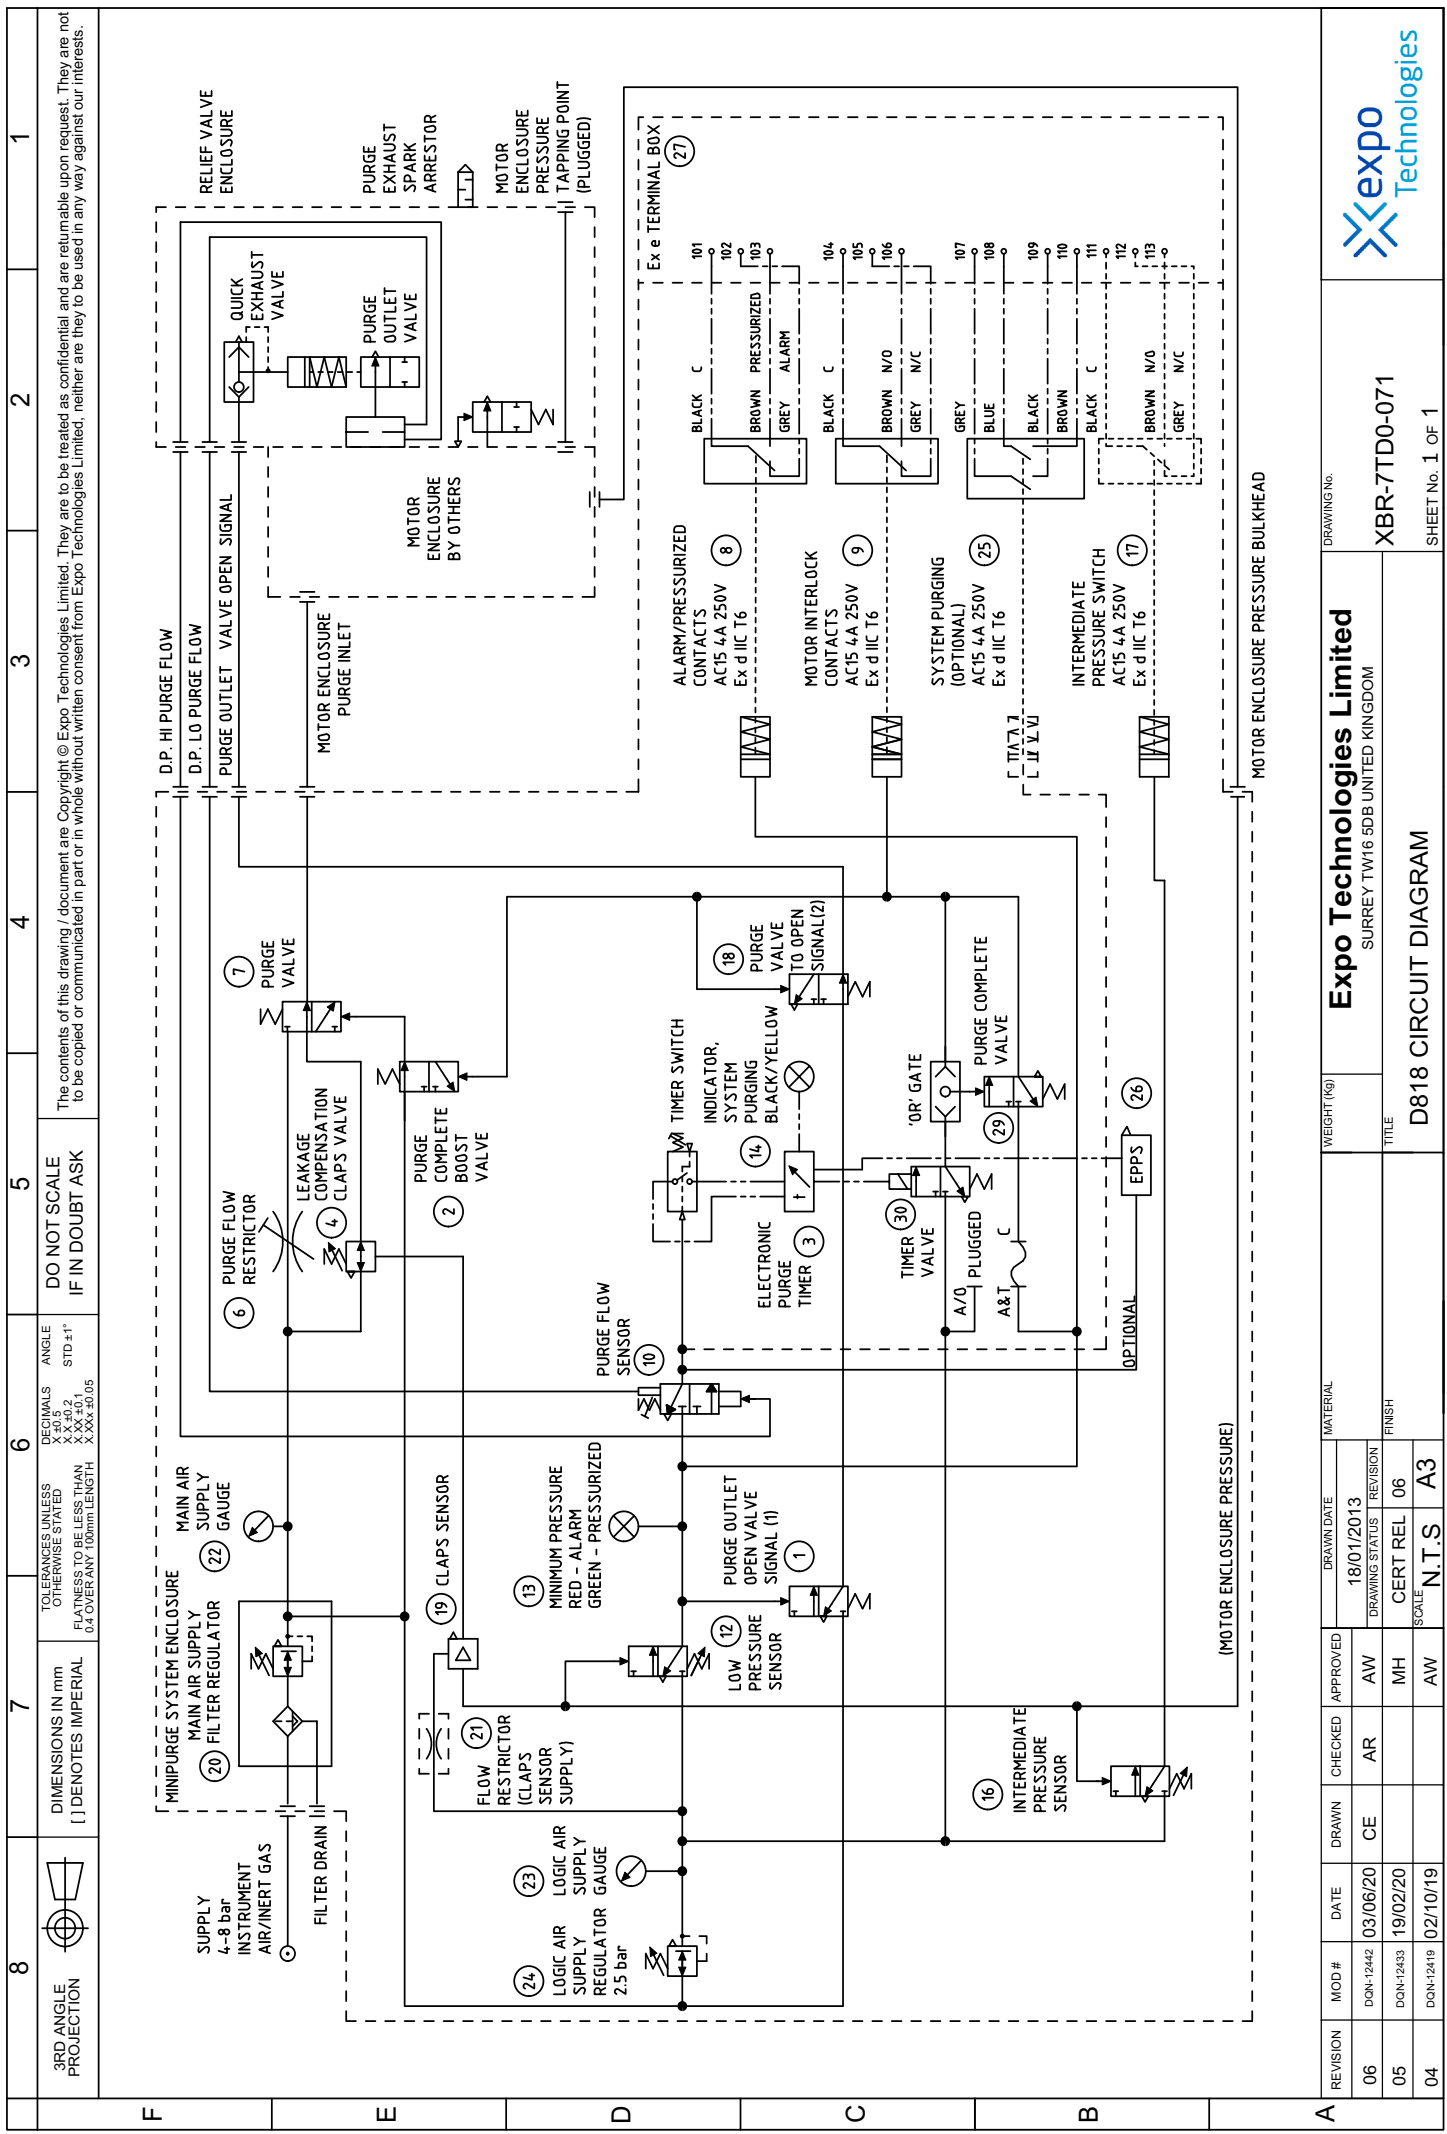 8
7
6
5
4
3
2
1
F
E
D
C
B
A
3RD ANGLE
PROJECTION
DIMENSIONS IN mm
[ ] DENOTES IMPERIAL
TOLERANCES UNLESS
OTHERWISE STATED
FLATNESS TO BE LESS THAN
0.4 OVER ANY 100mm LENGTH
DECIMALS
X ±0.5
X.X ±0.2
X.XX ±0.1
X.XXx ±0.05
ANGLE
STD ±1°
DO NOT SCALE
IF IN DOUBT ASK
The contents of this drawing / document are Copyright © Expo Technologies Limited. They are to be treated as confidential and are returnable upon request. They are not
to be copied or communicated in part or in whole without written consent from Expo Technologies Limited, neither are they to be used in any way against our interests.
SUPPLY
4-8 bar
INSTRUMENT
AIR/INERT GAS
FILTER DRAIN
MINIPURGE SYSTEM ENCLOSURE
20
MAIN AIR SUPPLY
FILTER REGULATOR
22
MAIN AIR
SUPPLY
GAUGE
6
PURGE FLOW
RESTRICTOR
4
LEAKAGE
COMPENSATION
CLAPS VALVE
7
PURGE
VALVE
2
PURGE
COMPLETE
BOOST
VALVE
D.P. HI PURGE FLOW
D.P. LO PURGE FLOW
PURGE OUTLET VALVE OPEN SIGNAL
MOTOR ENCLOSURE
PURGE INLET
MOTOR
ENCLOSURE
BY OTHERS
QUICK
EXHAUST
VALVE
PURGE
OUTLET
VALVE
RELIEF VALVE
ENCLOSURE
PURGE
EXHAUST
SPARK
ARRESTOR
MOTOR
ENCLOSURE
PRESSURE
TAPPING POINT
(PLUGGED)
19 CLAPS SENSOR
21
FLOW
RESTRICTOR
(CLAPS
SENSOR
SUPPLY)
24
LOGIC AIR
SUPPLY
REGULATOR
2.5 bar
23
LOGIC AIR
SUPPLY
GAUGE
13
MINIMUM PRESSURE
RED - ALARM
GREEN - PRESSURIZED
12
LOW
PRESSURE
SENSOR
1
PURGE OUTLET
OPEN VALVE
SIGNAL (1)
10
PURGE FLOW
SENSOR
TIMER SWITCH
14
INDICATOR,
SYSTEM
PURGING
BLACK/YELLOW
3
ELECTRONIC
PURGE
TIMER
t
18
PURGE
VALVE
TO OPEN
SIGNAL(2)
30
TIMER
VALVE
'OR' GATE
29
PURGE COMPLETE
VALVE
A/O
PLUGGED
A&T
C
OPTIONAL
EPPS
26
16
INTERMEDIATE
PRESSURE
SENSOR
(MOTOR ENCLOSURE PRESSURE)
MOTOR ENCLOSURE PRESSURE BULKHEAD
8
ALARM/PRESSURIZED
CONTACTS
AC15 4A 250V
Ex d IIC T6
9
MOTOR INTERLOCK
CONTACTS
AC15 4A 250V
Ex d IIC T6
25
SYSTEM PURGING
(OPTIONAL)
AC15 4A 250V
Ex d IIC T6
17
INTERMEDIATE
PRESSURE SWITCH
AC15 4A 250V
Ex d IIC T6
Ex e TERMINAL BOX
27
BLACK C 101
102
BROWN PRESSURIZED 103
GREY ALARM
BLACK C 104
105
BROWN N/O 106
GREY N/C
GREY 107
BLUE 108
BLACK 109
BROWN 110
BLACK C 111
112
BROWN N/O 113
GREY N/C
REVISION
MOD #
DATE
DRAWN
CHECKED
APPROVED
06 DQN-12442 03/06/20 CE AR AW
05 DQN-12433 19/02/20 MH
04 DQN-12419 02/10/19 AW
DRAWN DATE
18/01/2013
DRAWING STATUS
CERT REL
REVISION
06
SCALE
N.T.S
A3
MATERIAL
FINISH
WEIGHT (Kg)
Expo Technologies Limited
SURREY TW16 5DB UNITED KINGDOM
TITLE
D818 CIRCUIT DIAGRAM
DRAWING No.
XBR-7TD0-071
SHEET No. 1 OF 1
expo
Technologies